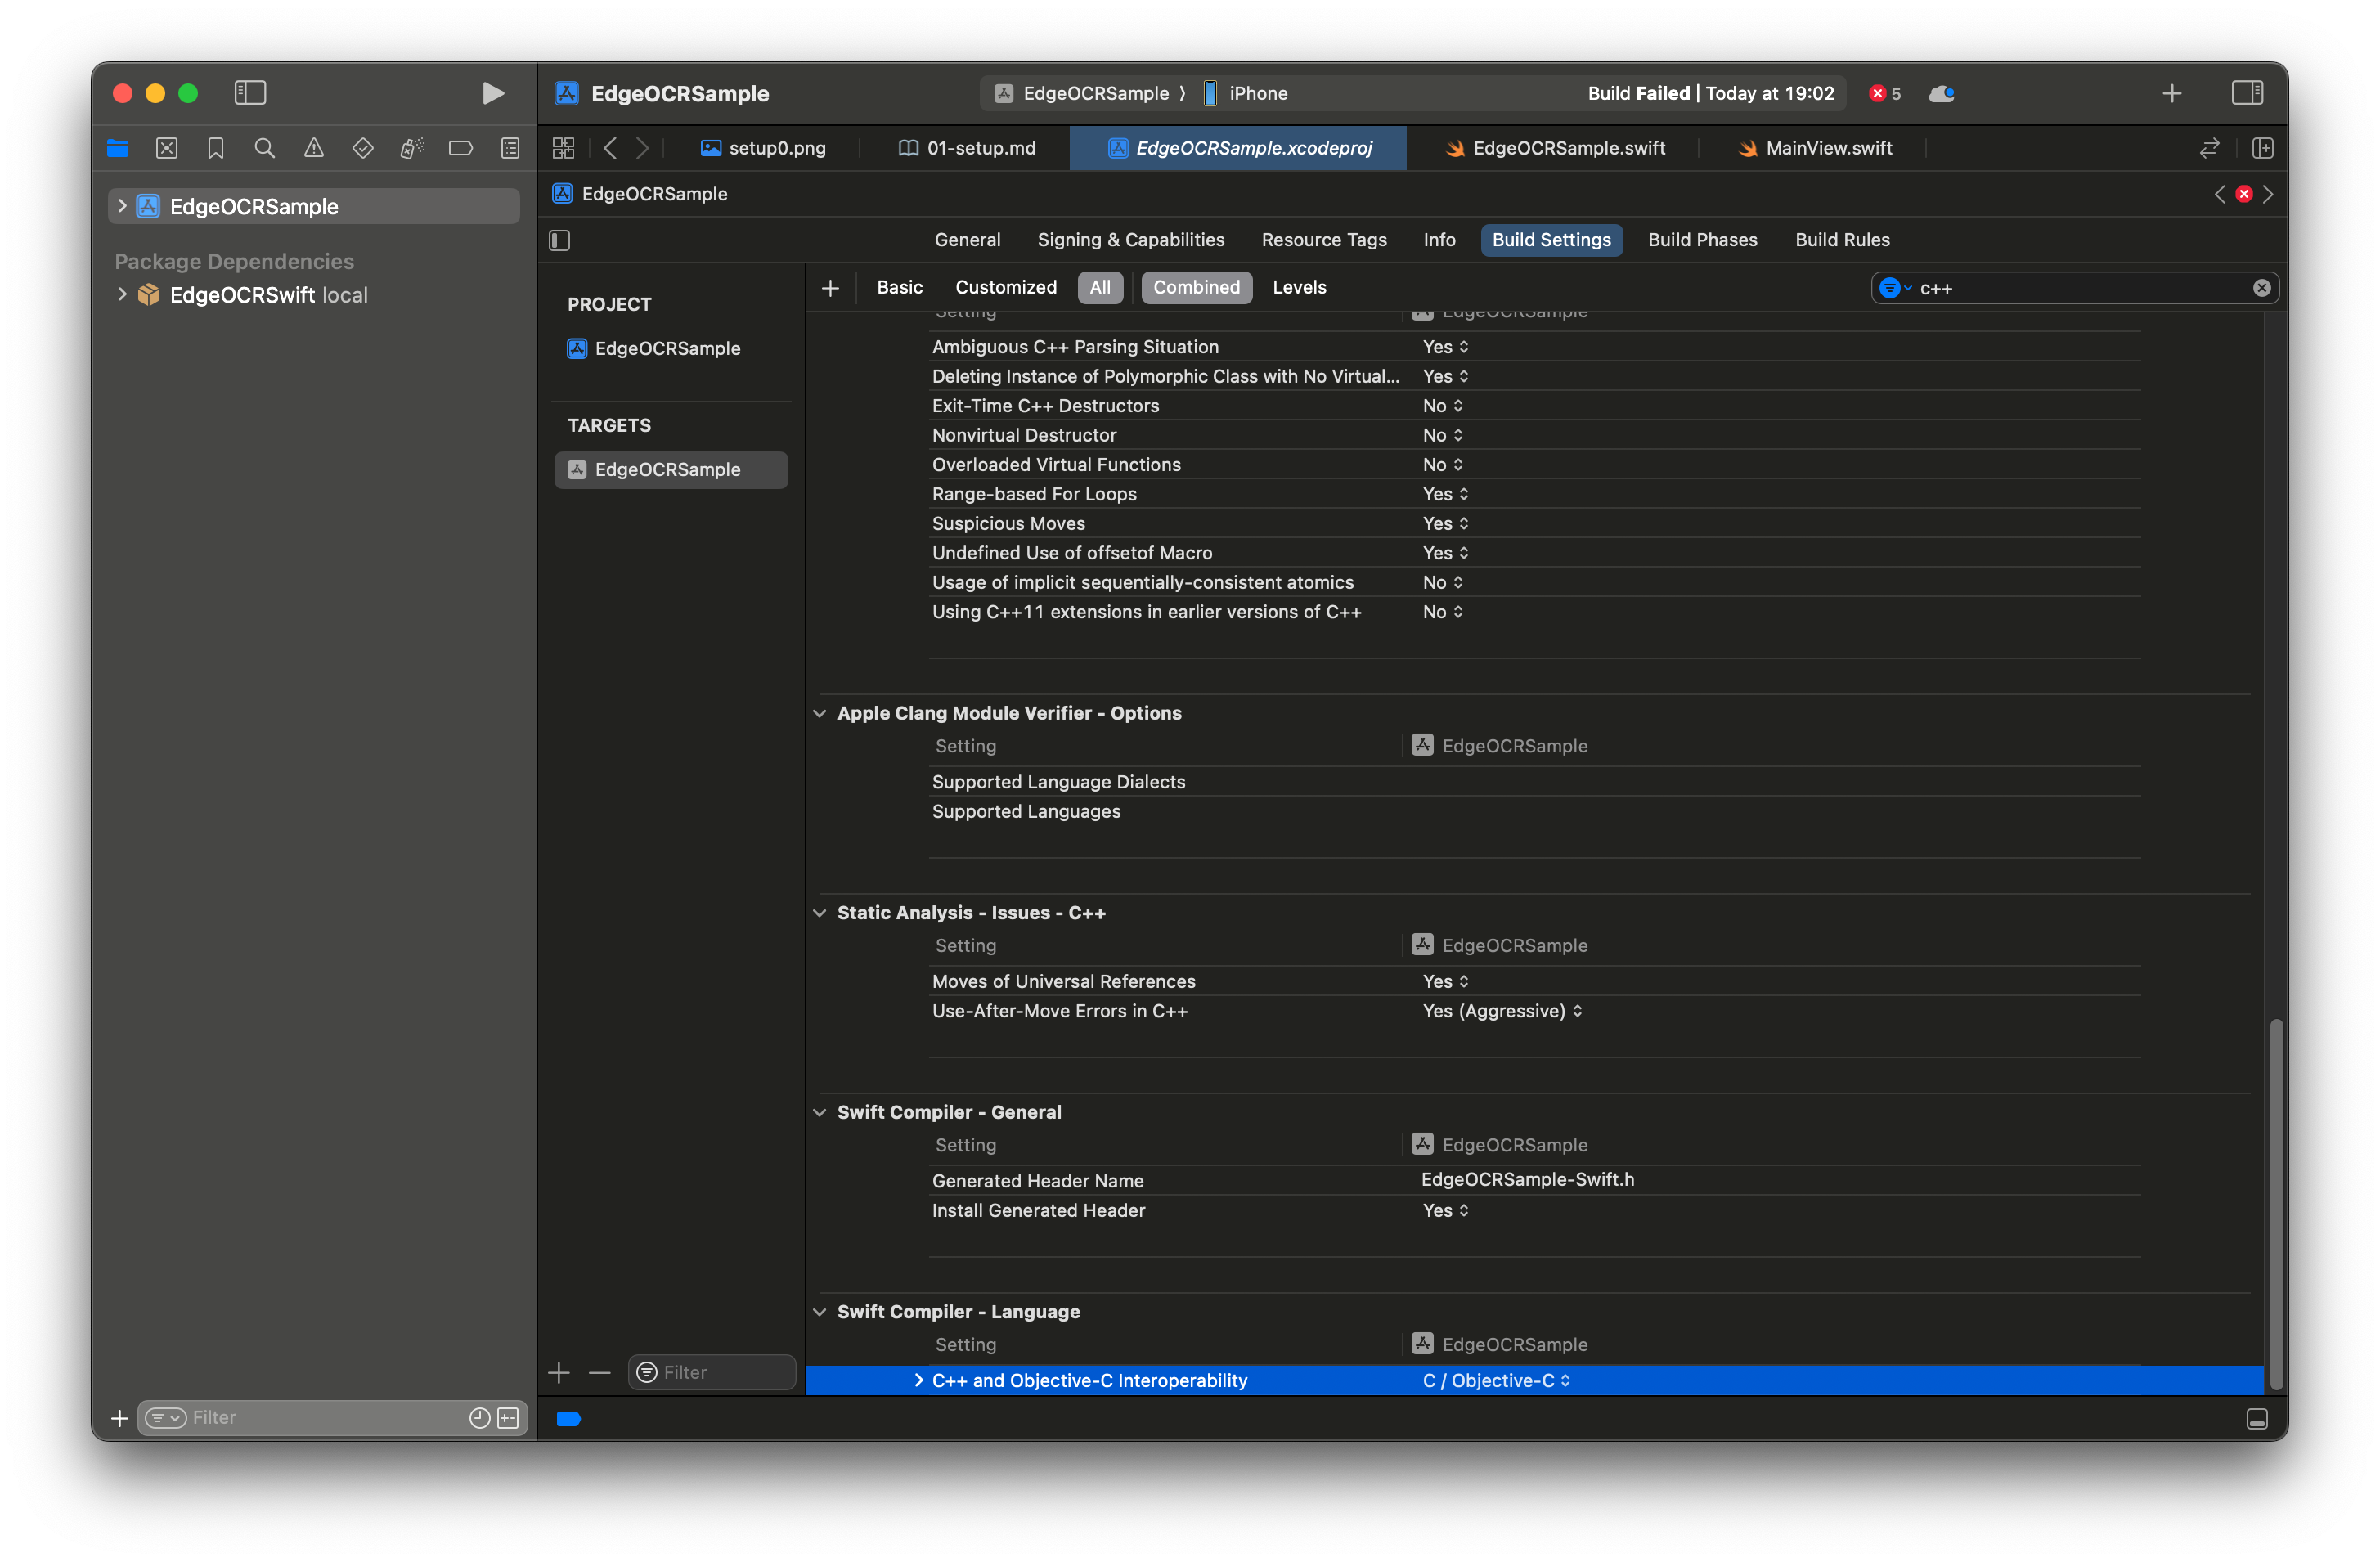 EdgeOCRSample
EdgeOCRSample ⟩ iPhone
Build Failed | Today at 19:02
5
setup0.png
01-setup.md
EdgeOCRSample.xcodeproj
EdgeOCRSample.swift
MainView.swift
EdgeOCRSample
Package Dependencies
EdgeOCRSwift local
EdgeOCRSample
General Signing & Capabilities Resource Tags Info Build Settings Build Phases Build Rules
PROJECT
EdgeOCRSample
TARGETS
EdgeOCRSample
Filter
Basic Customized All Combined Levels
c++
Setting EdgeOCRSample
Ambiguous C++ Parsing Situation Yes
Deleting Instance of Polymorphic Class with No Virtual... Yes
Exit-Time C++ Destructors No
Nonvirtual Destructor No
Overloaded Virtual Functions No
Range-based For Loops Yes
Suspicious Moves Yes
Undefined Use of offsetof Macro Yes
Usage of implicit sequentially-consistent atomics No
Using C++11 extensions in earlier versions of C++ No
Apple Clang Module Verifier - Options
Setting EdgeOCRSample
Supported Language Dialects
Supported Languages
Static Analysis - Issues - C++
Setting EdgeOCRSample
Moves of Universal References Yes
Use-After-Move Errors in C++ Yes (Aggressive)
Swift Compiler - General
Setting EdgeOCRSample
Generated Header Name EdgeOCRSample-Swift.h
Install Generated Header Yes
Swift Compiler - Language
Setting EdgeOCRSample
C++ and Objective-C Interoperability C / Objective-C
Filter